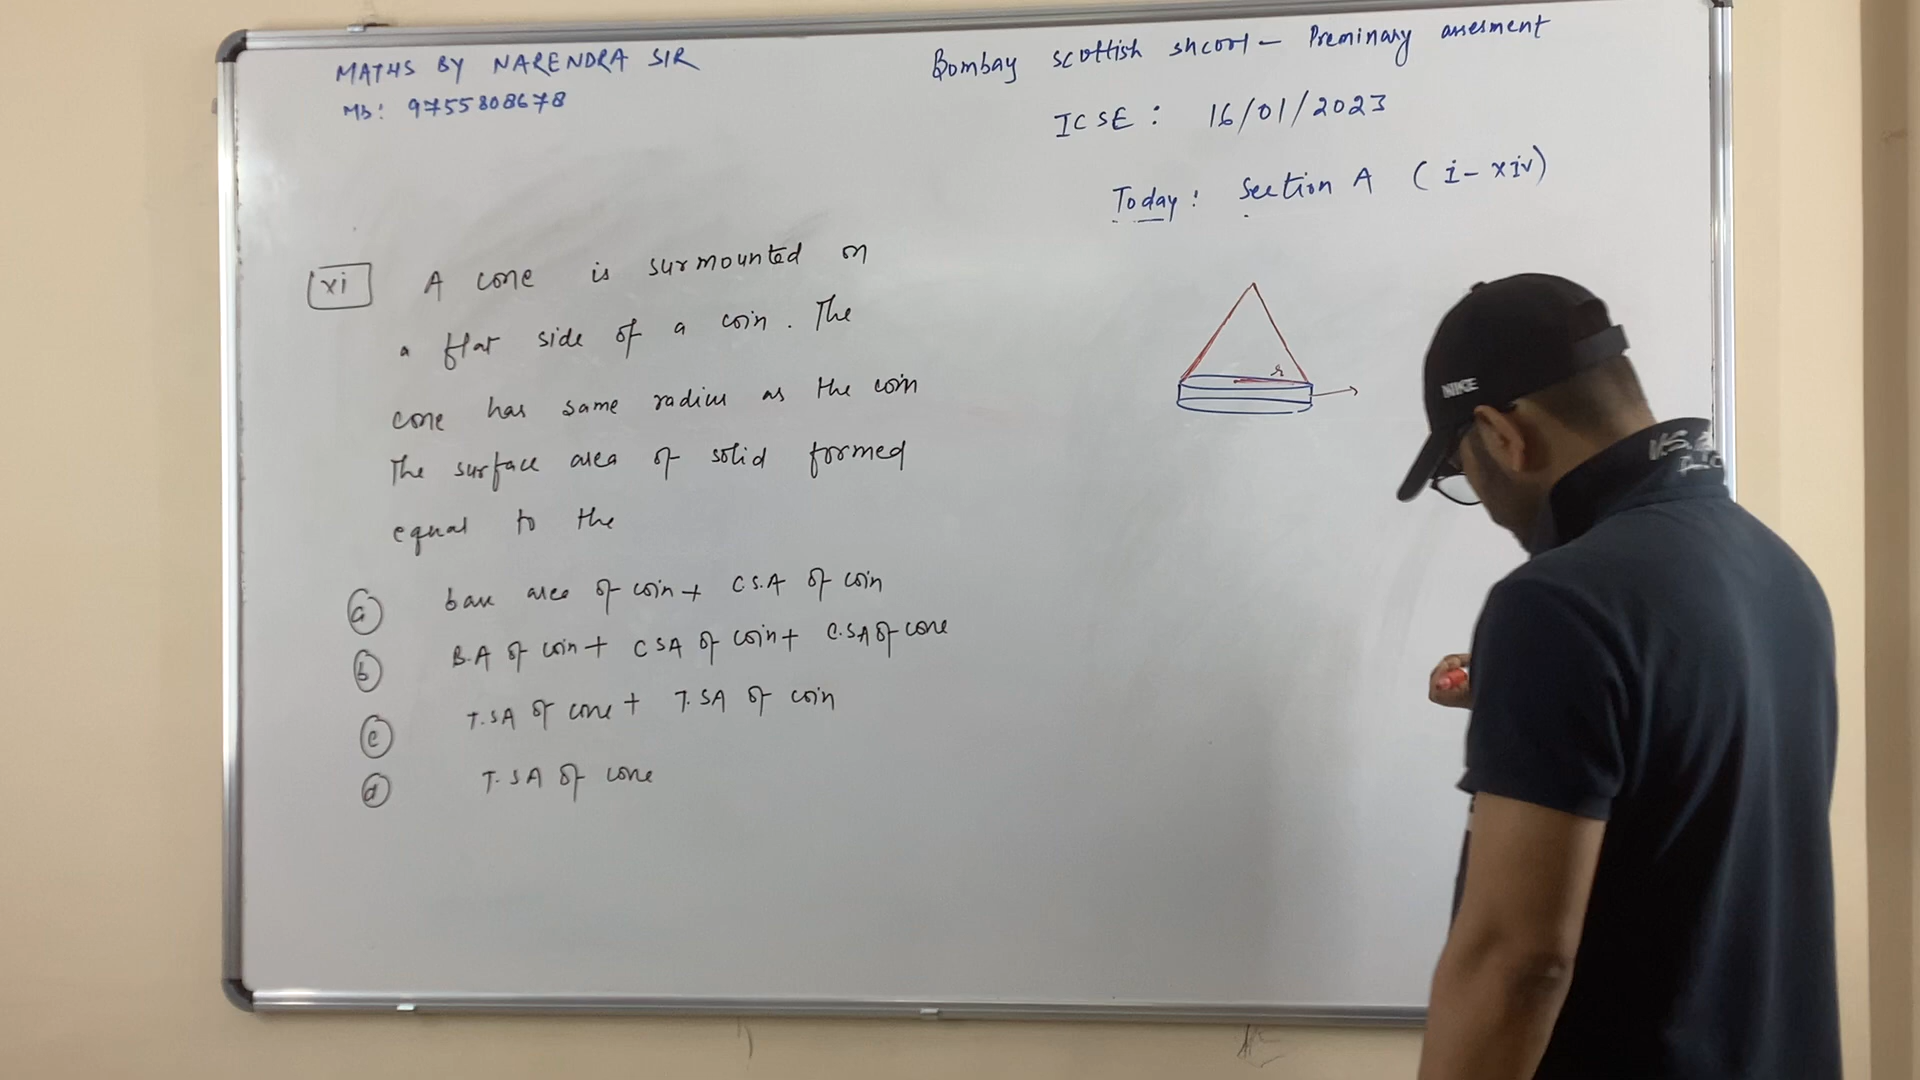 MATHS BY NARENDRA SIR
Mb: 9755808678
Bombay scottish shcool - Preminary assesment
ICSE: 16/01/2023
Today: Section A (i-xiv)
xi A cone is surmounted on
a flat side of a coin. The
cone has same radius as the coin
The surface area of solid formed
equal to the
a base area of coin + C.S.A of coin
b B.A of coin + CSA of coin + C.SA of cone
c T.SA of cone + T.SA of coin
d T.SA of cone
r
NIKE